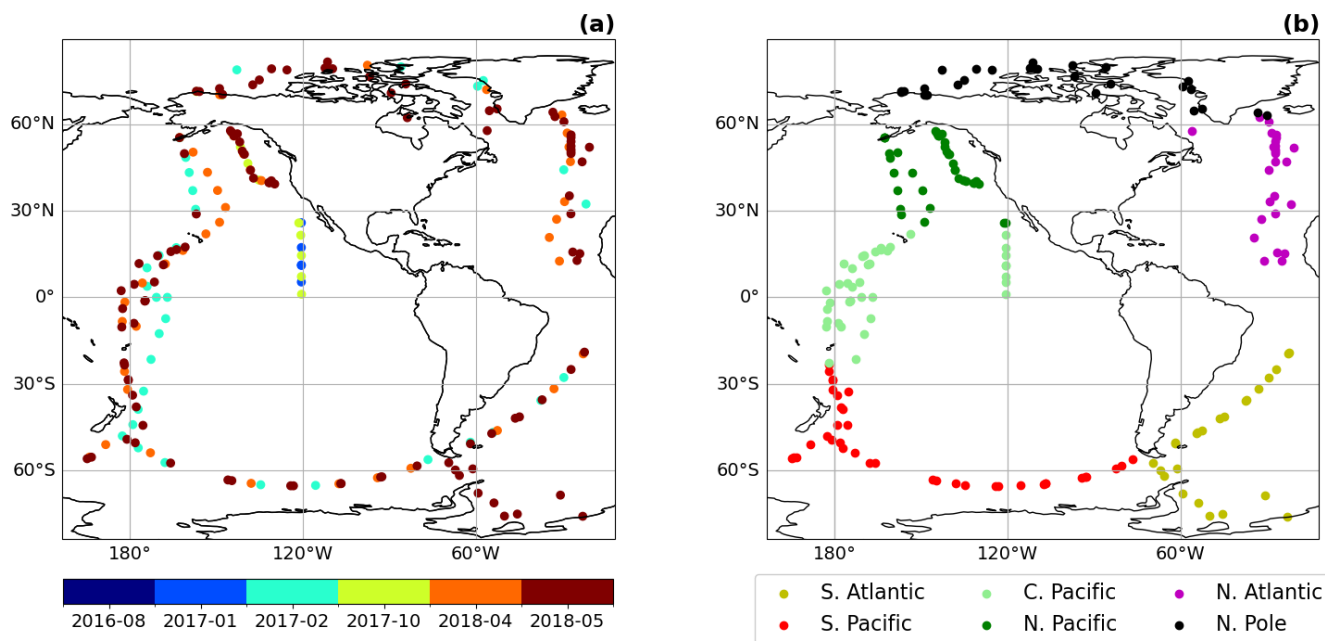 (a)
(b)
60°N
30°N
0°
30°S
60°S
180°
120°W
60°W
60°N
30°N
0°
30°S
60°S
180°
120°W
60°W
2016-08
2017-01
2017-02
2017-10
2018-04
2018-05
S. Atlantic
C. Pacific
N. Atlantic
S. Pacific
N. Pacific
N. Pole